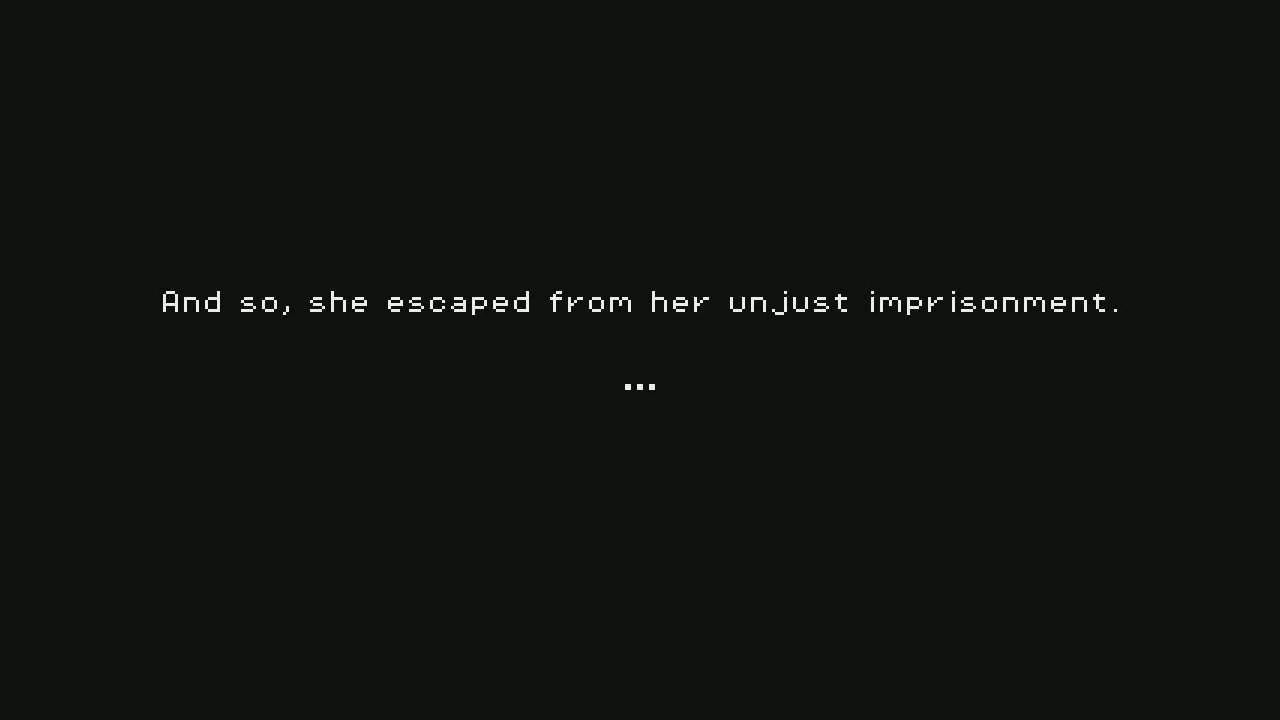 And so, she escaped from her unjust imprisonment.
...